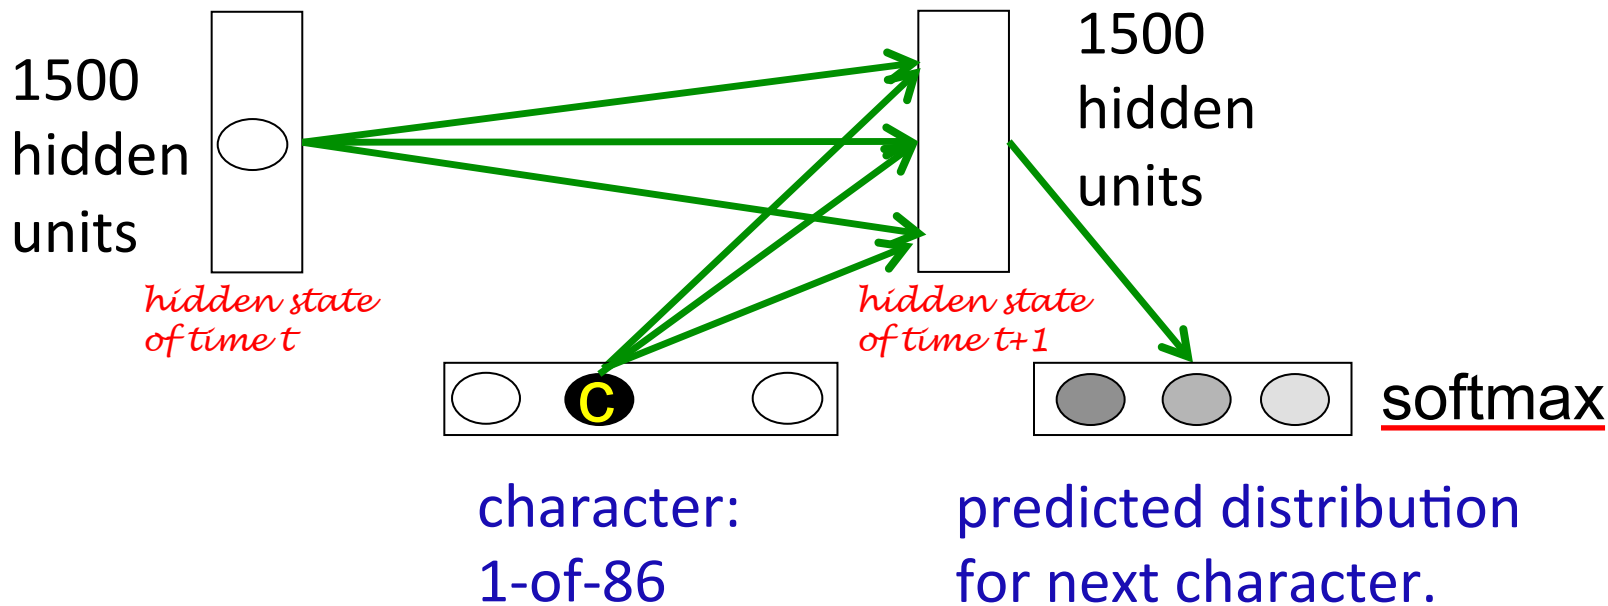 1500
hidden
units
hidden state
of time t
1500
hidden
units
hidden state
of time t+1
c
softmax
character:
1-of-86
predicted distribution
for next character.